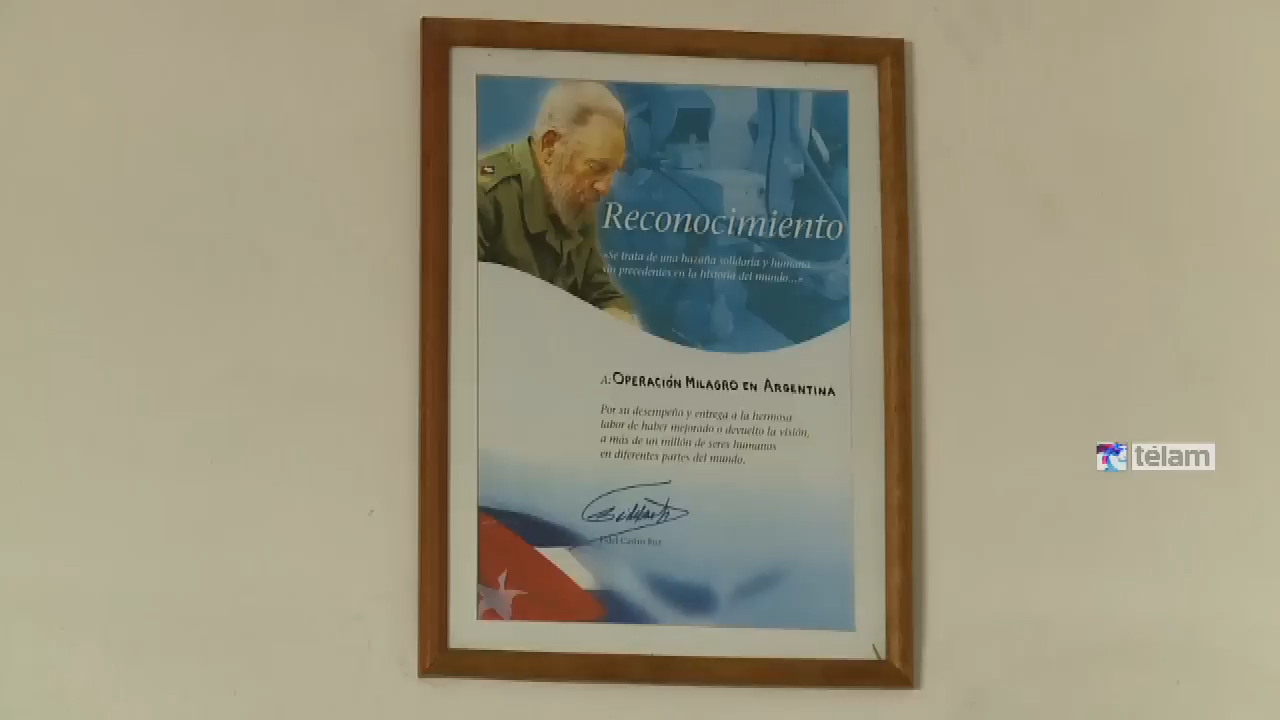 Reconocimiento
«Se trata de una hazaña solidaria y humana
sin precedentes en la historia del mundo...»
A: OPERACIÓN MILAGRO EN ARGENTINA
Por su desempeño y entrega a la hermosa
labor de haber mejorado o devuelto la visión,
a más de un millón de seres humanos
en diferentes partes del mundo.
Fidel Castro Ruz
télam